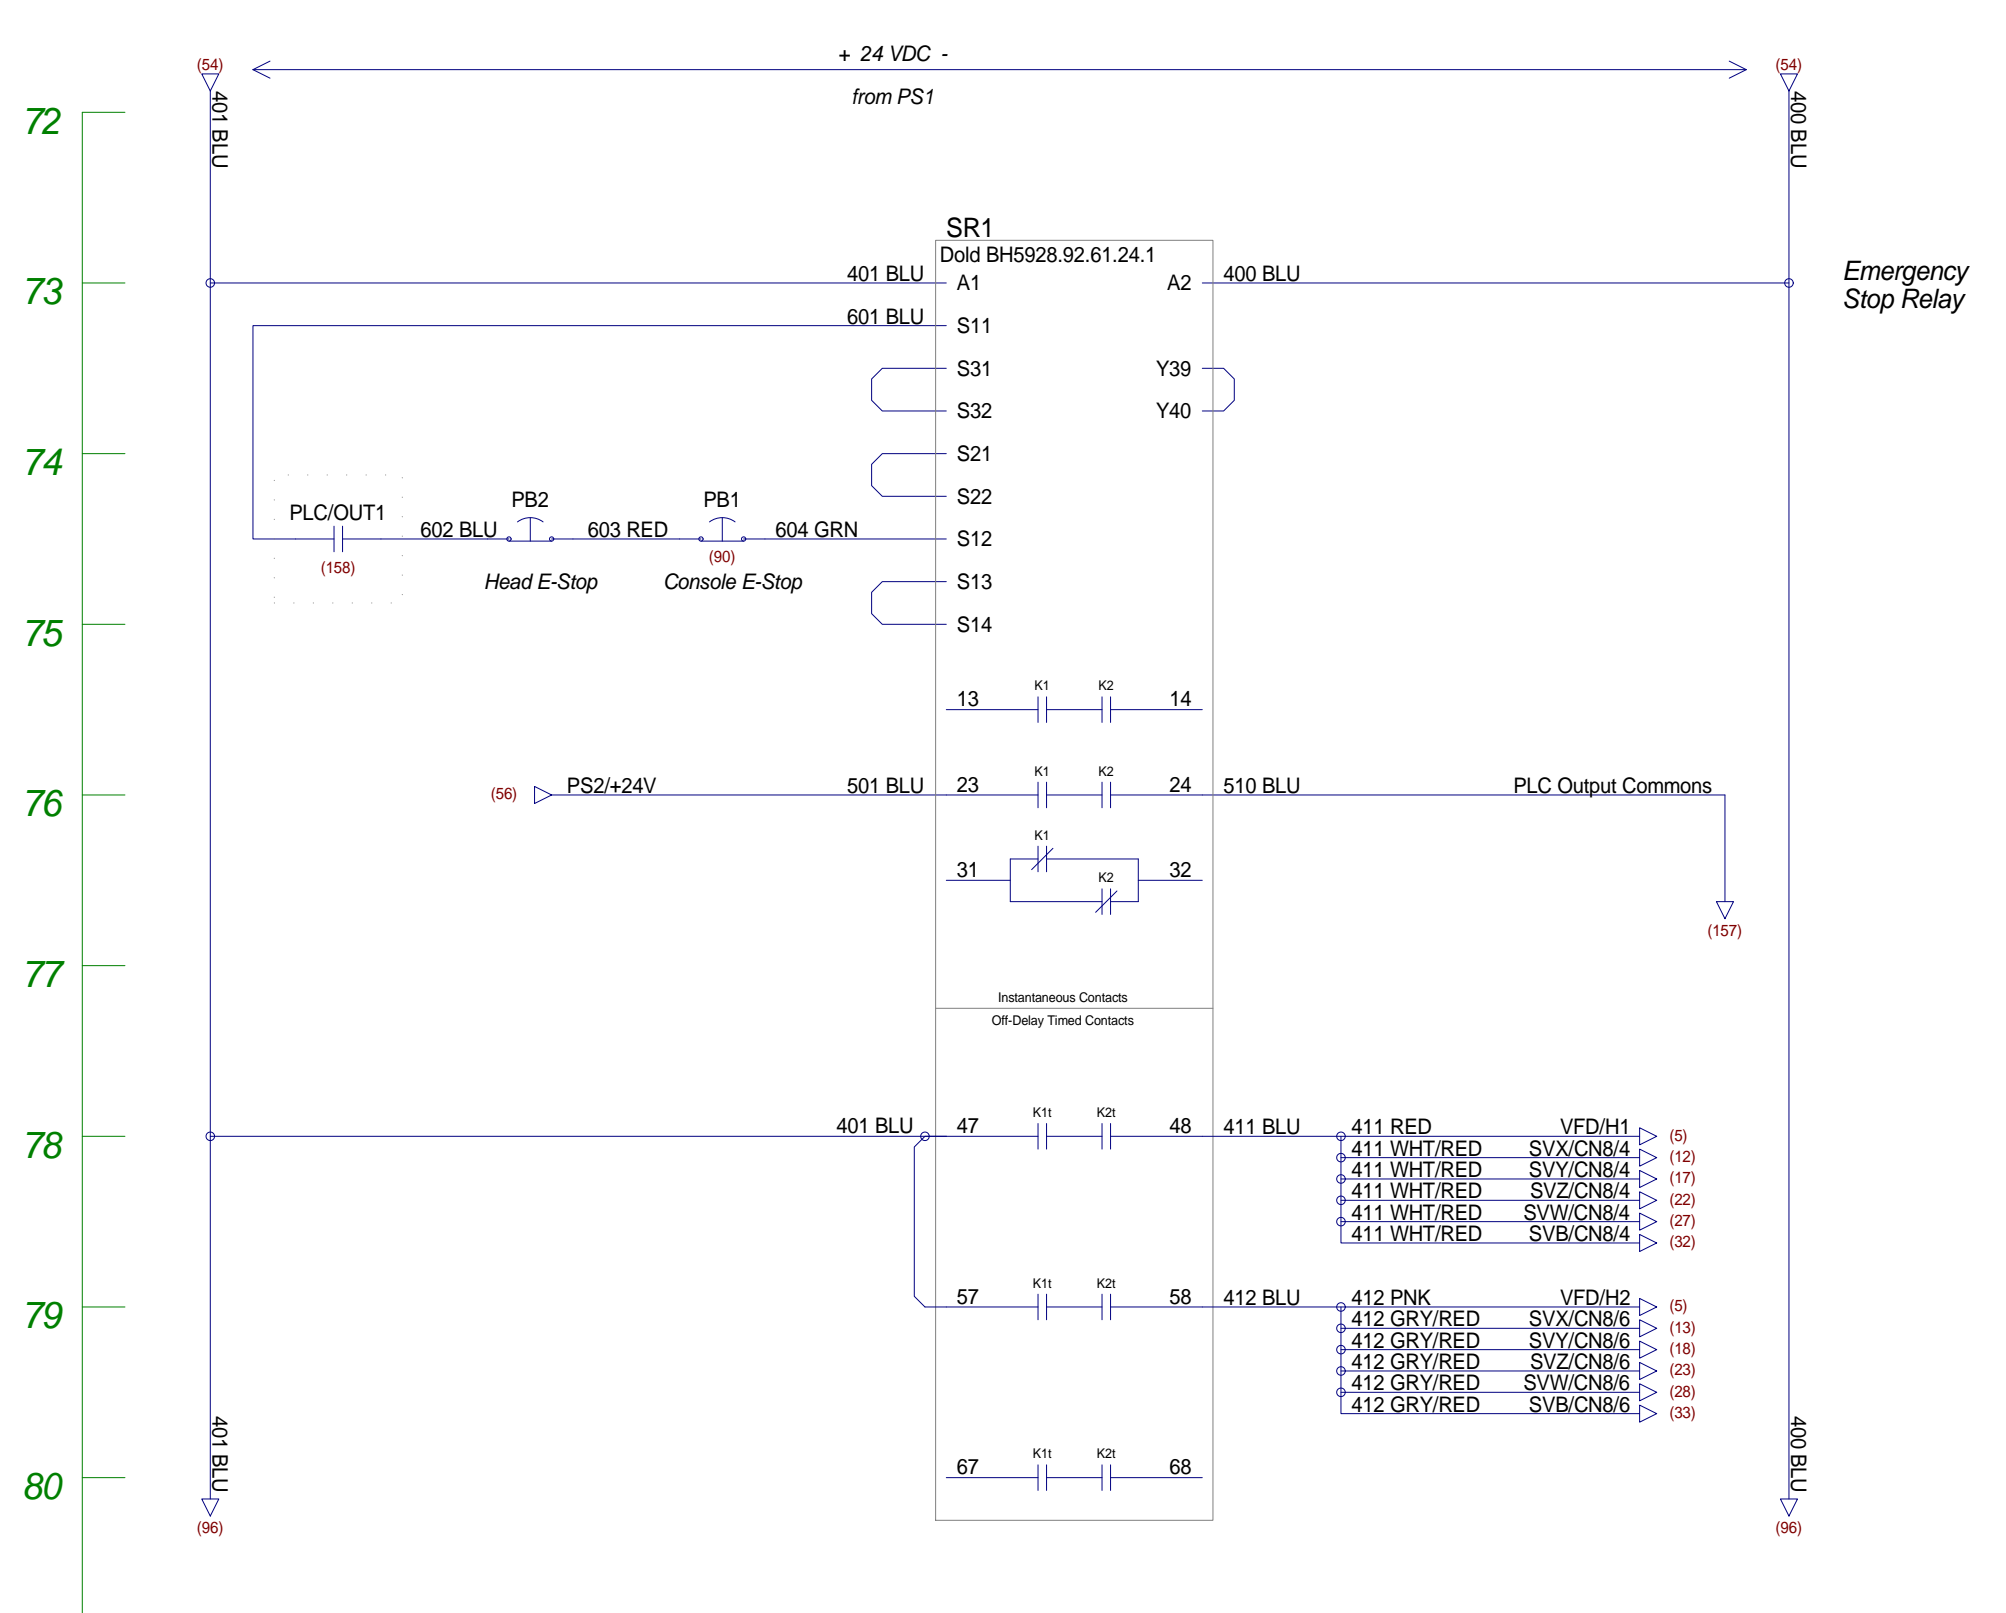 + 24 VDC -
from PS1
(54)
(54)
401 BLU
400 BLU
72
SR1
Dold BH5928.92.61.24.1
73
401 BLU A1 A2 400 BLU
Emergency
Stop Relay
601 BLU S11
S31 Y39
S32 Y40
74
S21
S22
PLC/OUT1 PB2 PB1
602 BLU 603 RED 604 GRN S12
(158) (90)
Head E-Stop Console E-Stop
S13
75
S14
K1 K2
13 14
K1 K2
76
(56) PS2/+24V 501 BLU 23 24 510 BLU PLC Output Commons
K1
31 32
K2
(157)
77
Instantaneous Contacts
Off-Delay Timed Contacts
K1t K2t
78
401 BLU 47 48 411 BLU 411 RED VFD/H1 (5)
411 WHT/RED SVX/CN8/4 (12)
411 WHT/RED SVY/CN8/4 (17)
411 WHT/RED SVZ/CN8/4 (22)
411 WHT/RED SVW/CN8/4 (27)
411 WHT/RED SVB/CN8/4 (32)
K1t K2t
79
57 58 412 BLU 412 PNK VFD/H2 (5)
412 GRY/RED SVX/CN8/6 (13)
412 GRY/RED SVY/CN8/6 (18)
412 GRY/RED SVZ/CN8/6 (23)
412 GRY/RED SVW/CN8/6 (28)
412 GRY/RED SVB/CN8/6 (33)
K1t K2t
80
67 68
401 BLU
400 BLU
(96)
(96)